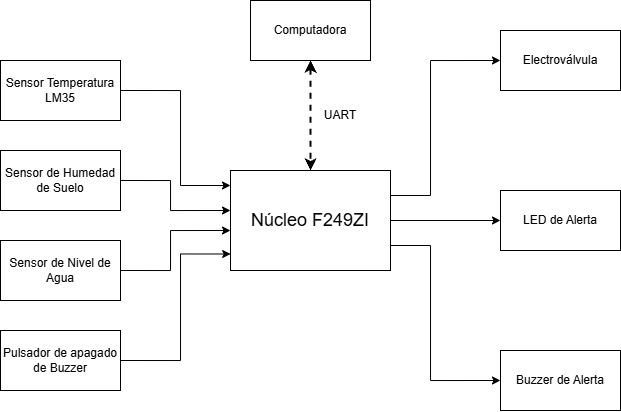 Computadora
Electroválvula
Sensor Temperatura
LM35
UART
Sensor de Humedad
de Suelo
Núcleo F249ZI
LED de Alerta
Sensor de Nivel de
Agua
Pulsador de apagado
de Buzzer
Buzzer de Alerta